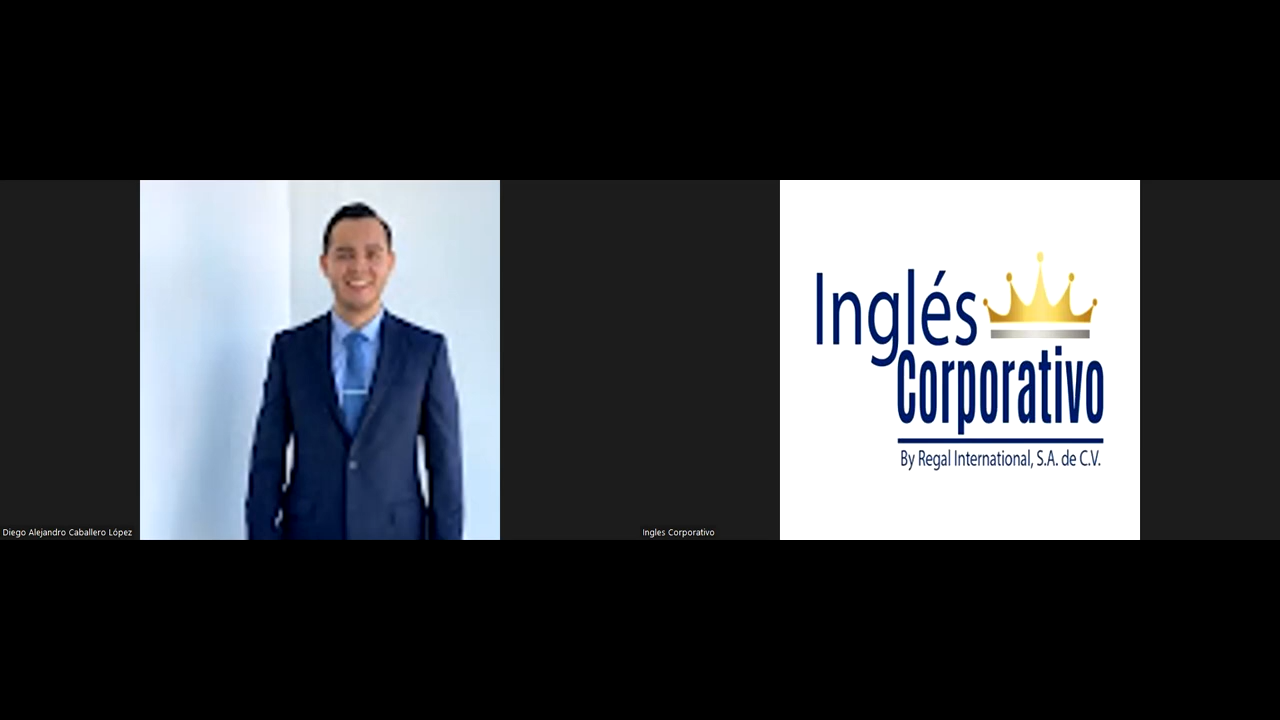 Inglés
Corporativo
By Regal International, S.A. de C.V.
Diego Alejandro Caballero López
Ingles Corporativo